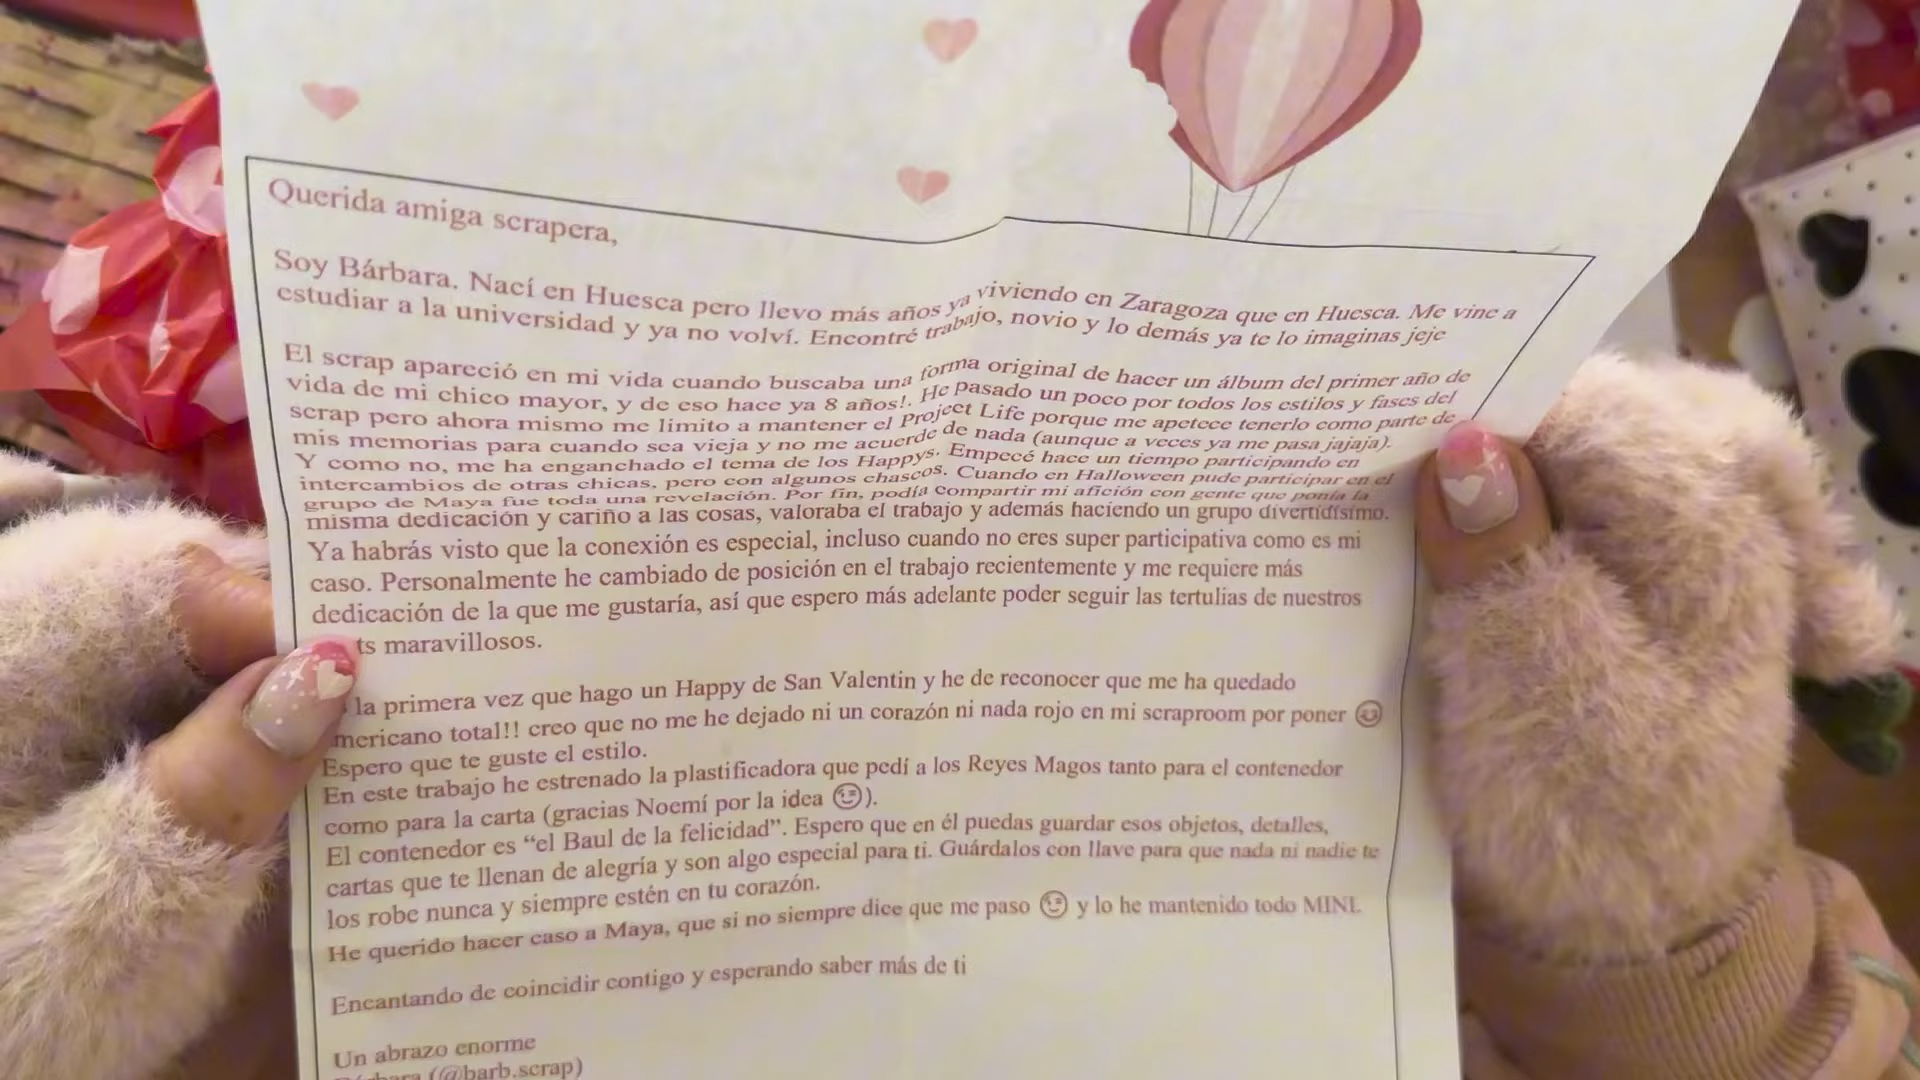 Querida amiga scrapera,
Soy Bárbara. Nací en Huesca pero llevo más años ya viviendo en Zaragoza que en Huesca. Me vine a
estudiar a la universidad y ya no volví. Encontré trabajo, novio y lo demás ya te lo imaginas jeje
El scrap apareció en mi vida cuando buscaba una forma original de hacer un álbum del primer año de
vida de mi chico mayor, y de eso hace ya 8 años!. He pasado un poco por todos los estilos y fases del
scrap pero ahora mismo me limito a mantener el Project Life porque me apetece tenerlo como parte de
mis memorias para cuando sea vieja y no me acuerde de nada (aunque a veces ya me pasa jajaja).
Y como no, me ha enganchado el tema de los Happys. Empecé hace un tiempo participando en
intercambios de otras chicas, pero con algunos chascos. Cuando en Halloween pude participar en el
grupo de Maya fue toda una revelación. Por fin, podía compartir mi afición con gente que ponía la
misma dedicación y cariño a las cosas, valoraba el trabajo y además haciendo un grupo divertidísimo.
Ya habrás visto que la conexión es especial, incluso cuando no eres super participativa como es mi
caso. Personalmente he cambiado de posición en el trabajo recientemente y me requiere más
dedicación de la que me gustaría, así que espero más adelante poder seguir las tertulias de nuestros
ts maravillosos.
la primera vez que hago un Happy de San Valentin y he de reconocer que me ha quedado
mericano total!! creo que no me he dejado ni un corazón ni nada rojo en mi scraproom por poner 😊
Espero que te guste el estilo.
En este trabajo he estrenado la plastificadora que pedí a los Reyes Magos tanto para el contenedor
como para la carta (gracias Noemí por la idea 😉).
El contenedor es “el Baul de la felicidad”. Espero que en él puedas guardar esos objetos, detalles,
cartas que te llenan de alegría y son algo especial para ti. Guárdalos con llave para que nada ni nadie te
los robe nunca y siempre estén en tu corazón.
He querido hacer caso a Maya, que si no siempre dice que me paso 😉 y lo he mantenido todo MINI.
Encantando de coincidir contigo y esperando saber más de ti
Un abrazo enorme
Bárbara (@barb.scrap)